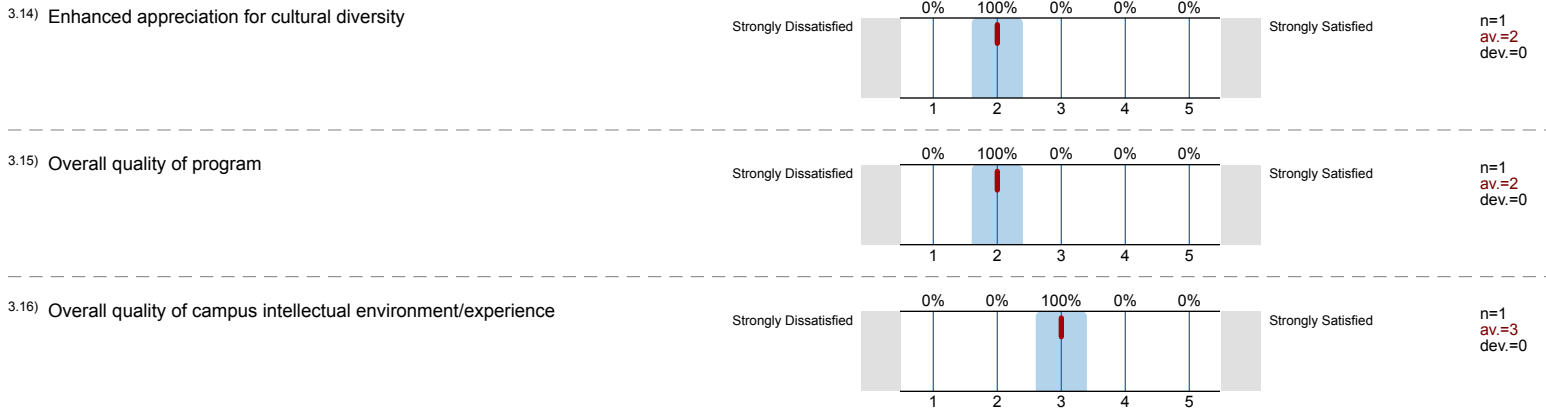 3.14) Enhanced appreciation for cultural diversity
0% 100% 0% 0% 0%
Strongly Dissatisfied Strongly Satisfied
n=1
av.=2
dev.=0
1 2 3 4 5
3.15) Overall quality of program
0% 100% 0% 0% 0%
Strongly Dissatisfied Strongly Satisfied
n=1
av.=2
dev.=0
1 2 3 4 5
3.16) Overall quality of campus intellectual environment/experience
0% 0% 100% 0% 0%
Strongly Dissatisfied Strongly Satisfied
n=1
av.=3
dev.=0
1 2 3 4 5